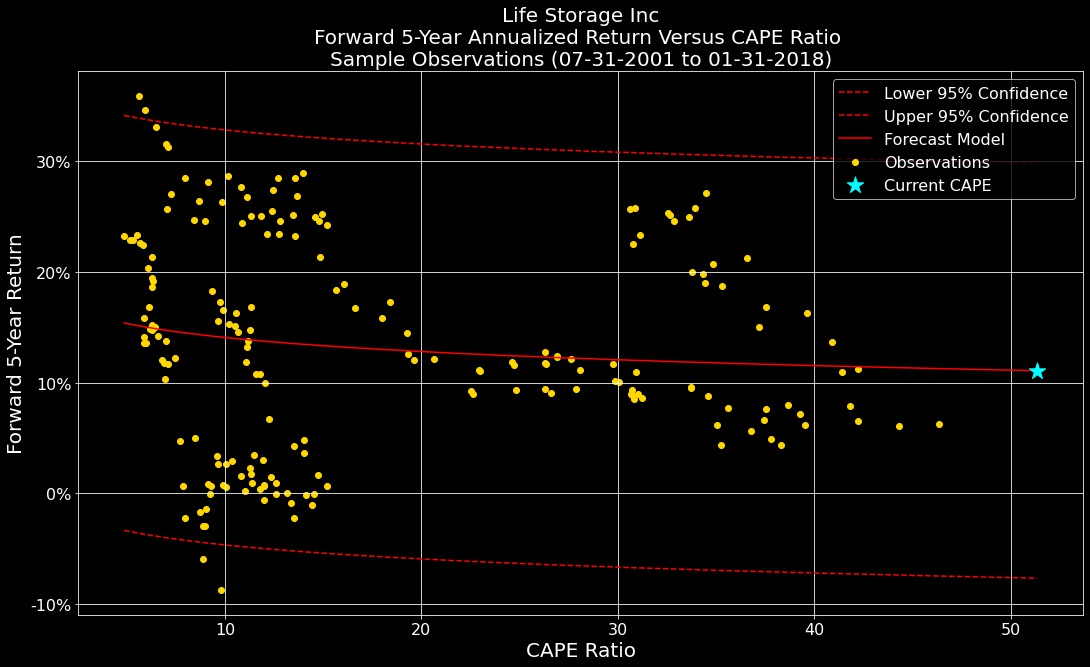 Life Storage Inc
Forward 5-Year Annualized Return Versus CAPE Ratio
Sample Observations (07-31-2001 to 01-31-2018)
Lower 95% Confidence
Upper 95% Confidence
Forecast Model
Observations
Current CAPE
Forward 5-Year Return
30%
20%
10%
0%
-10%
10 20 30 40 50
CAPE Ratio